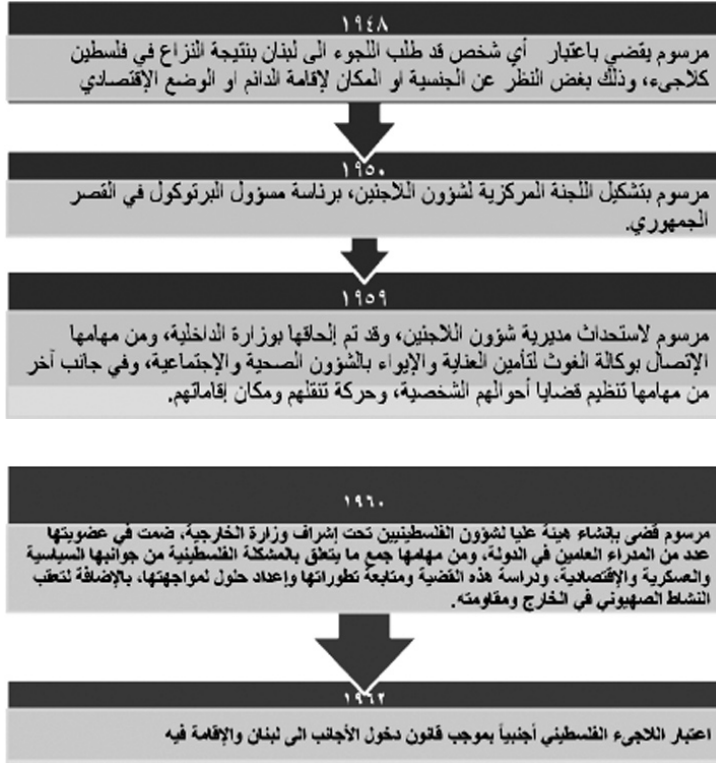 ١٩٤٨
مرسوم يقضي باعتبار أي شخص قد طلب اللجوء الى لبنان بنتيجة النزاع في فلسطين
كلاجىء، وذلك بغض النظر عن الجنسية او المكان لإقامة الدائم او الوضع الإقتصادي
١٩٥٠
مرسوم بتشكيل اللجنة المركزية لشؤون اللاجئين، برئاسة مسؤول البرتوكول في القصر
الجمهوري.
١٩٥٩
مرسوم لاستحداث مديرية شؤون اللاجئين، وقد تم إلحاقها بوزارة الداخلية، ومن مهامها
الإتصال بوكالة الغوث لتأمين العناية والإيواء بالشؤون الصحية والإجتماعية، وفي جانب آخر
من مهامها تنظيم قضايا أحوالهم الشخصية، وحركة تنقلهم ومكان إقاماتهم.
١٩٦٠
مرسوم قضى بإنشاء هيئة عليا لشؤون الفلسطينيين تحت إشراف وزارة الخارجية، ضمت في عضويتها
عدد من المدراء العامين في الدولة، ومن مهامها جمع ما يتعلق بالمشكلة الفلسطينية من جوانبها السياسية
والعسكرية والإقتصادية، ودراسة هذه القضية ومتابعة تطوراتها وإعداد حلول لمواجهتها، بالإضافة لتعقب
النشاط الصهيوني في الخارج ومقاومته.
١٩٦٢
اعتبار اللاجىء الفلسطيني أجنبياً بموجب قانون دخول الأجانب الى لبنان والإقامة فيه